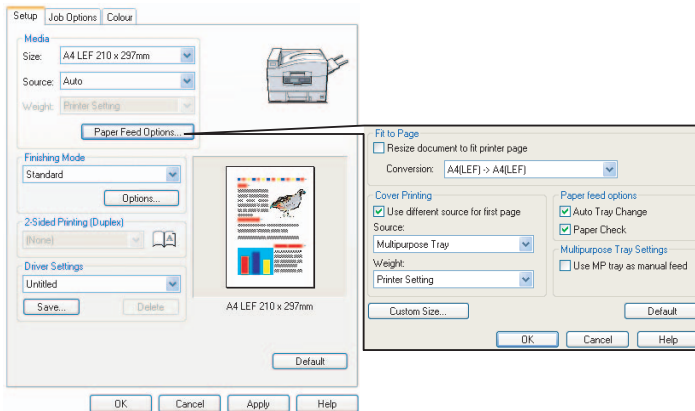 Setup
Job Options
Colour
Media
Size: A4 LEF 210 x 297mm
Source: Auto
Weight: Printer Setting
Paper Feed Options...
Finishing Mode
Standard
Options...
2-Sided Printing (Duplex)
(None)
A
Driver Settings
Untitled
Save...
Delete
A4 LEF 210 x 297mm
Default
OK
Cancel
Apply
Help
Fit to Page
Resize document to fit printer page
Conversion: A4(LEF) -> A4(LEF)
Cover Printing
Use different source for first page
Source:
Multipurpose Tray
Weight:
Printer Setting
Paper feed options
Auto Tray Change
Paper Check
Multipurpose Tray Settings
Use MP tray as manual feed
Custom Size...
Default
OK
Cancel
Help